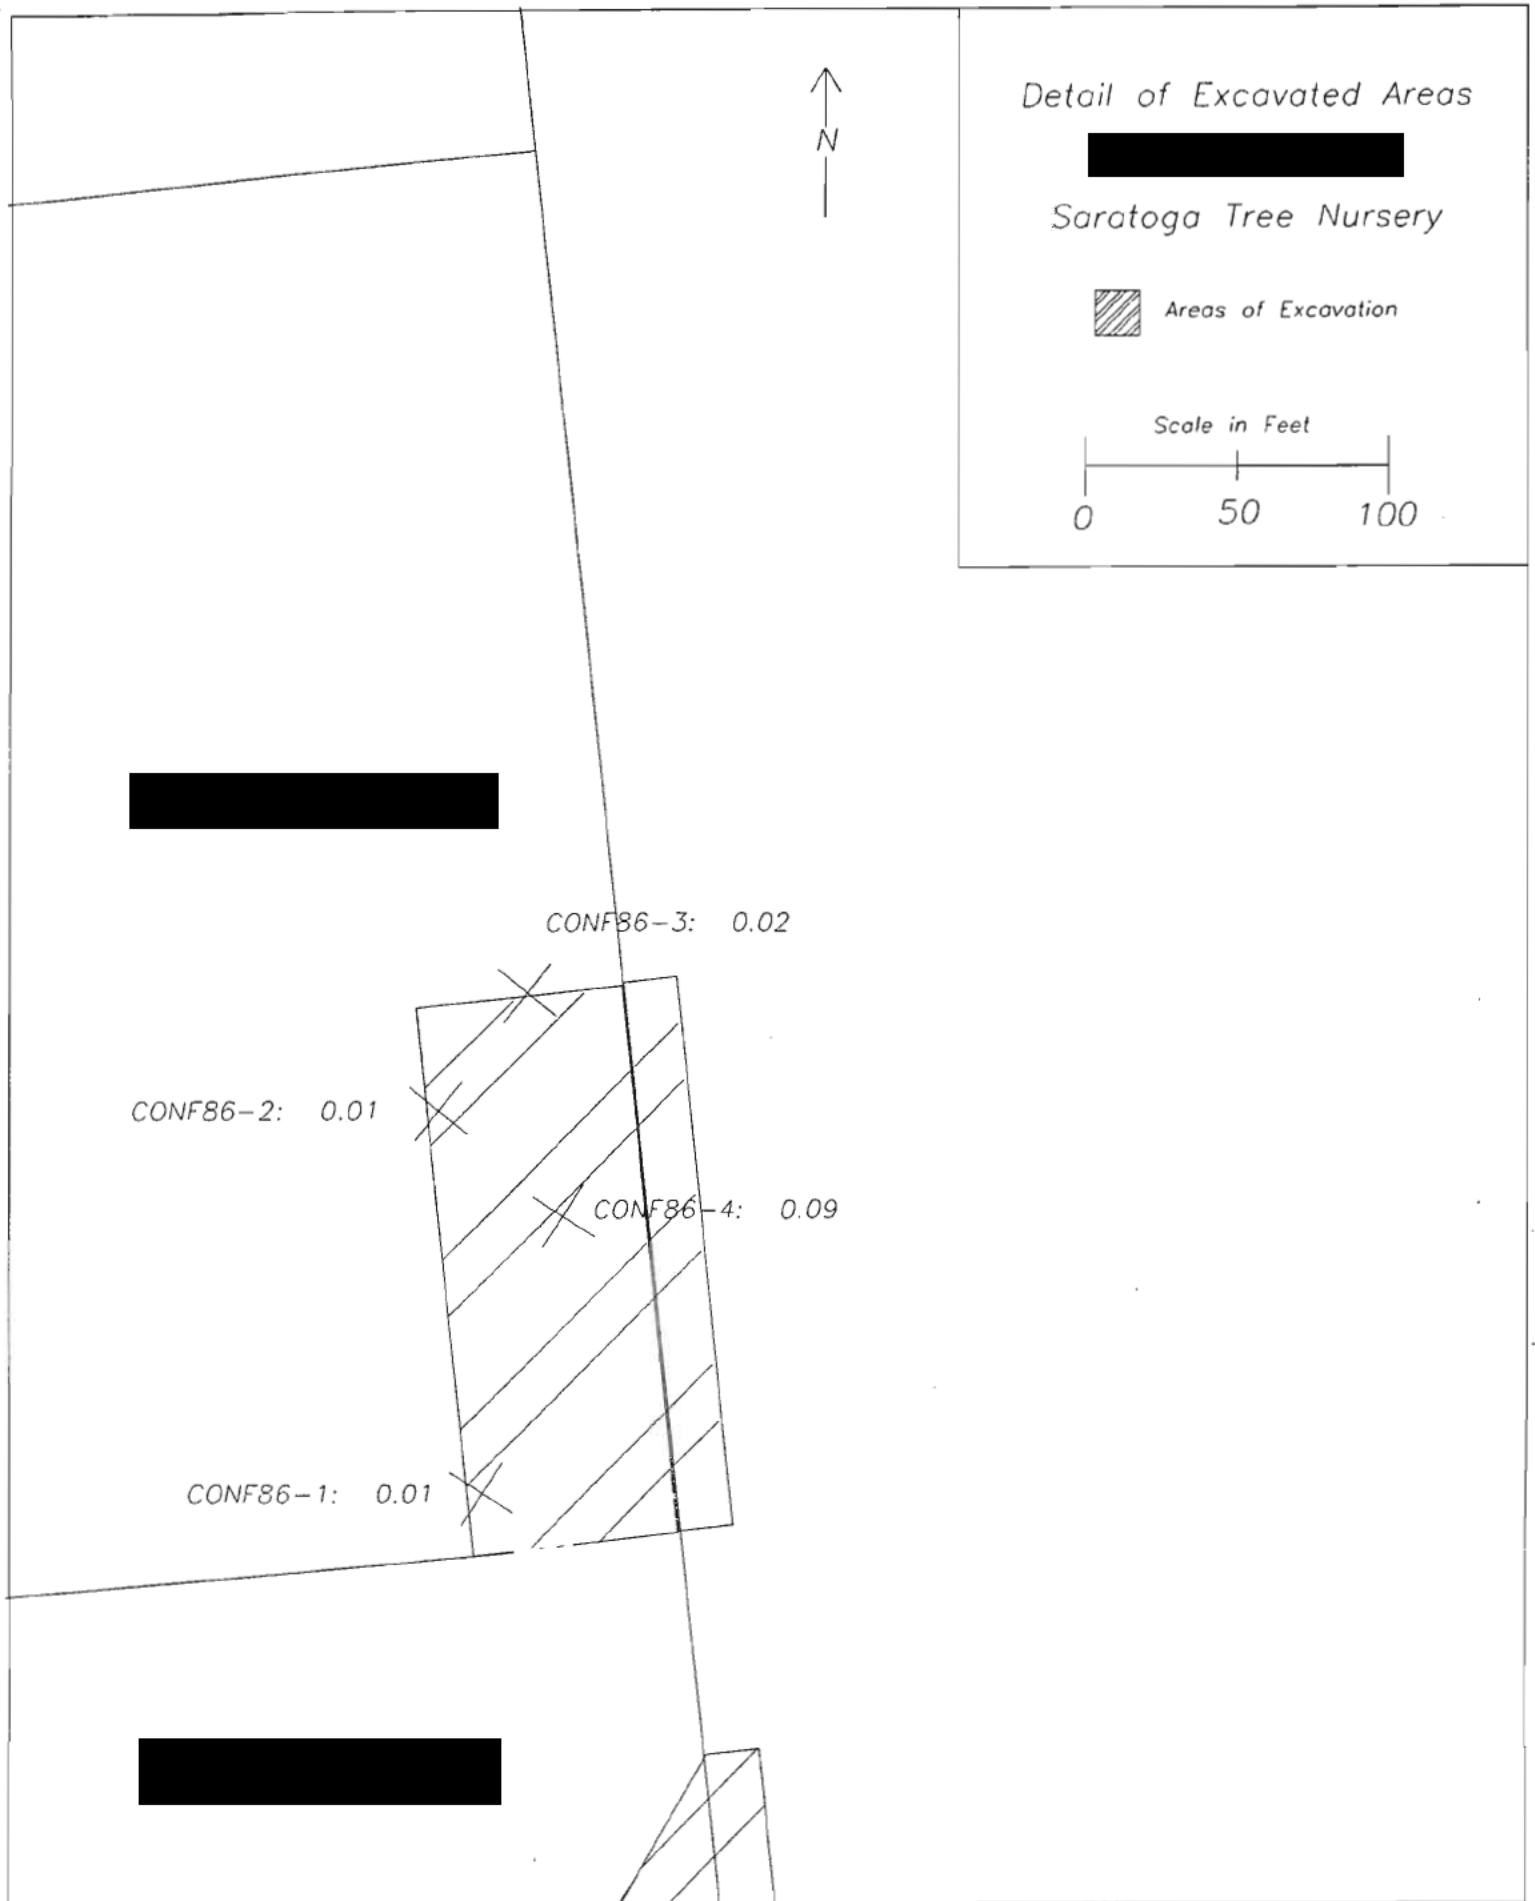 N
Detail of Excavated Areas
Saratoga Tree Nursery
Areas of Excavation
Scale in Feet
0 50 100
CONF86-3: 0.02
CONF86-2: 0.01
CONF86-4: 0.09
CONF86-1: 0.01